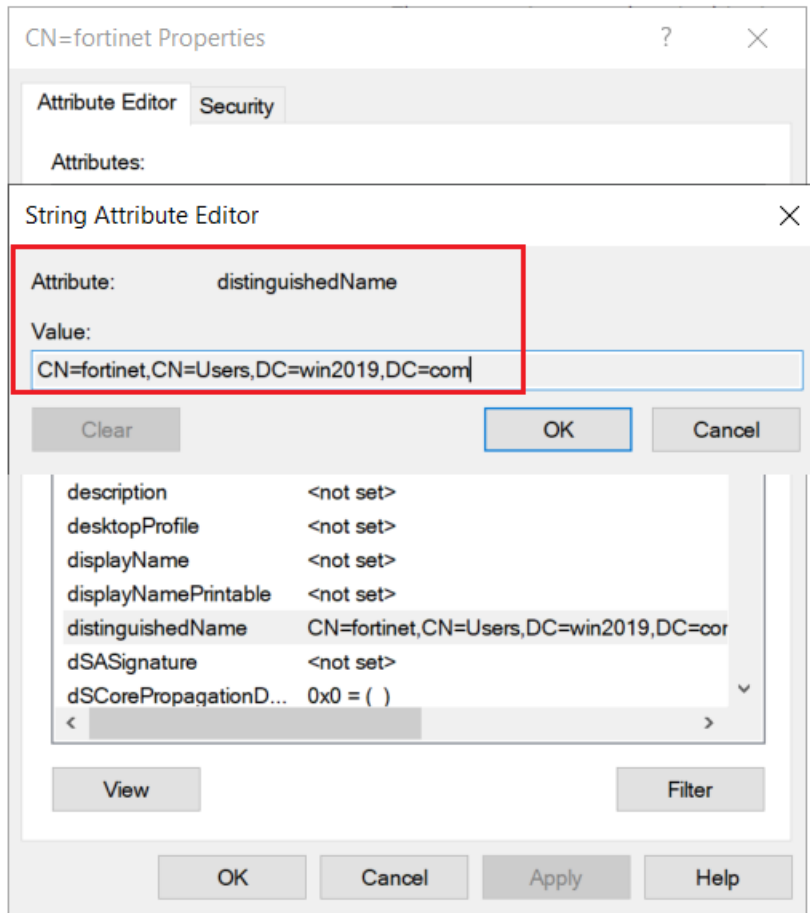 CN=fortinet Properties ?
Attribute Editor Security
Attributes:
String Attribute Editor
Attribute: distinguishedName
Value:
CN=fortinet,CN=Users,DC=win2019,DC=com
Clear OK Cancel
description <not set>
desktopProfile <not set>
displayName <not set>
displayNamePrintable <not set>
distinguishedName CN=fortinet,CN=Users,DC=win2019,DC=cor
dSASignature <not set>
dSCorePropagationD... 0x0 = ( )
View Filter
OK Cancel Apply Help